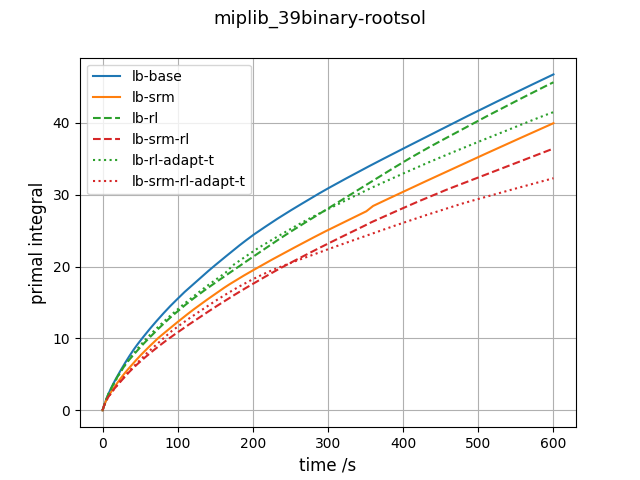 miplib_39binary-rootsol
lb-base
lb-srm
lb-rl
lb-srm-rl
lb-rl-adapt-t
lb-srm-rl-adapt-t
primal integral
40
30
20
10
0
0 100 200 300 400 500 600
time /s